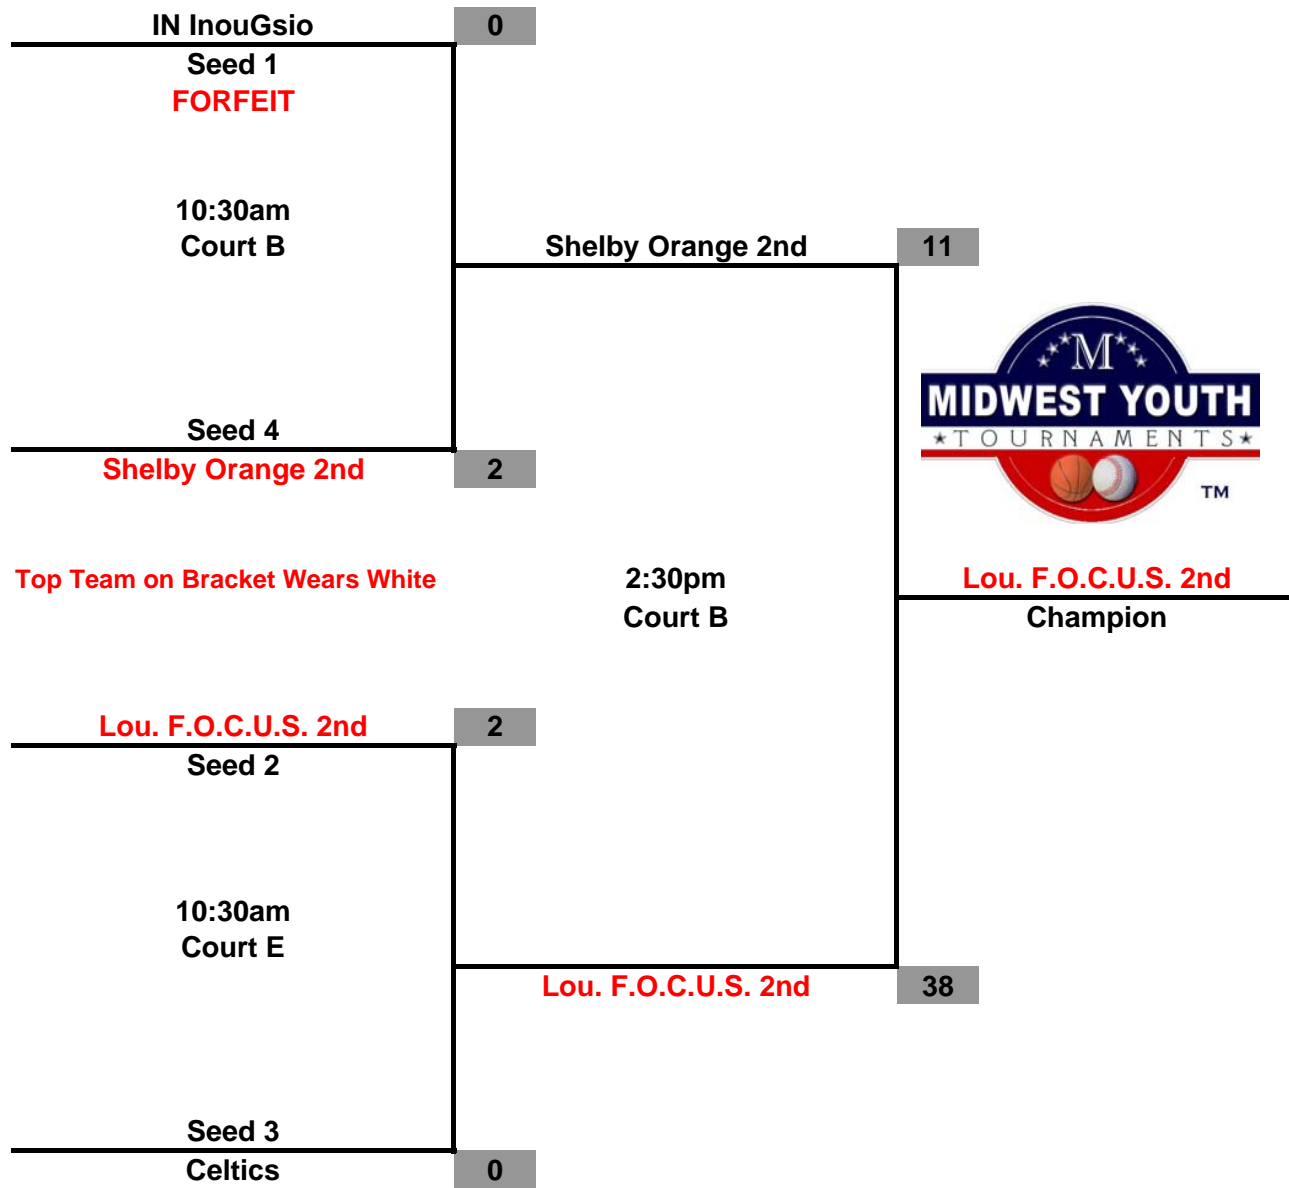 IN InouGsio 0
Seed 1
FORFEIT
10:30am
Court B
Shelby Orange 2nd 11
M
MIDWEST YOUTH
★TOURNAMENTS★
TM
Seed 4
Shelby Orange 2nd 2
Top Team on Bracket Wears White
2:30pm
Court B
Lou. F.O.C.U.S. 2nd
Champion
Lou. F.O.C.U.S. 2nd 2
Seed 2
10:30am
Court E
Lou. F.O.C.U.S. 2nd 38
Seed 3
Celtics 0